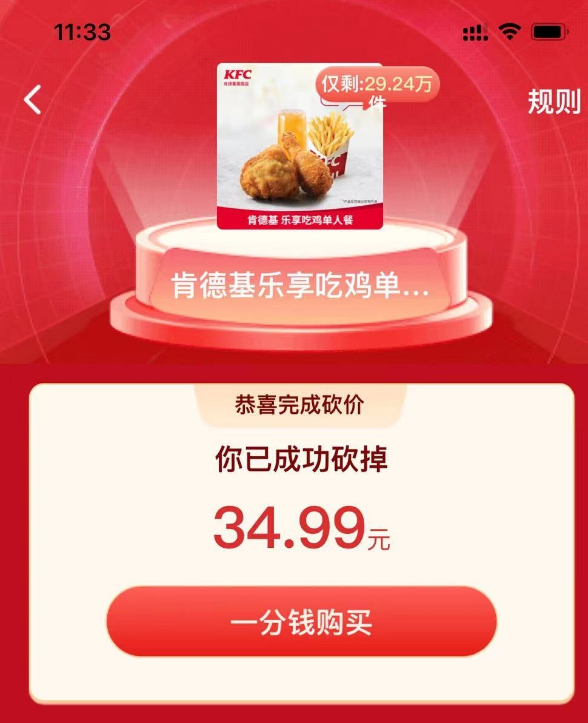 11:33
规则
KFC
仅剩:29.24万
件
肯德基 乐享吃鸡单人餐
肯德基乐享吃鸡单...
恭喜完成砍价
你已成功砍掉
34.99元
一分钱购买